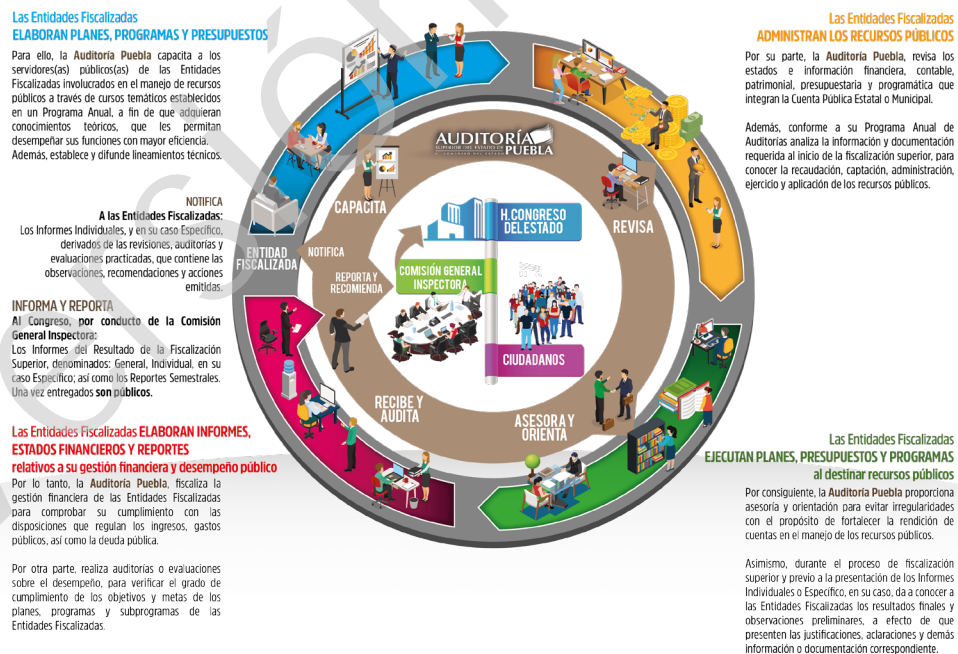 Las Entidades Fiscalizadas
ELABORAN PLANES, PROGRAMAS Y PRESUPUESTOS
Para ello, la Auditoría Puebla capacita a los
servidores(as) públicos(as) de las Entidades
Fiscalizadas involucrados en el manejo de recursos
públicos a través de cursos temáticos establecidos
en un Programa Anual, a fin de que adquieran
conocimientos teóricos, que les permitan
desempeñar sus funciones con mayor eficiencia.
Además, establece y difunde lineamientos técnicos.
NOTIFICA
A las Entidades Fiscalizadas:
Los Informes Individuales, y en su caso Específico,
derivados de las revisiones, auditorías y
evaluaciones practicadas, que contiene las
observaciones, recomendaciones y acciones
emitidas.
INFORMA Y REPORTA
Al Congreso, por conducto de la Comisión
General Inspectora:
Los Informes del Resultado de la Fiscalización
Superior, denominados: General, Individual, en su
caso Específico; así como los Reportes Semestrales.
Una vez entregados son públicos.
Las Entidades Fiscalizadas ELABORAN INFORMES,
ESTADOS FINANCIEROS Y REPORTES
relativos a su gestión financiera y desempeño público
Por lo tanto, la Auditoría Puebla, fiscaliza la
gestión financiera de las Entidades Fiscalizadas
para comprobar su cumplimiento con las
disposiciones que regulan los ingresos, gastos
públicos, así como la deuda pública.
Por otra parte, realiza auditorías o evaluaciones
sobre el desempeño, para verificar el grado de
cumplimiento de los objetivos y metas de los
planes, programas y subprogramas de las
Entidades Fiscalizadas.
AUDITORÍA
SUPERIOR DEL ESTADO DE PUEBLA
CAPACITA
REVISA
ENTIDAD
FISCALIZADA
NOTIFICA
REPORTA Y
RECOMIENDA
H. CONGRESO
DEL ESTADO
COMISIÓN GENERAL
INSPECTORA
CIUDADANOS
RECIBE Y
AUDITA
ASESORA Y
ORIENTA
Las Entidades Fiscalizadas
ADMINISTRAN LOS RECURSOS PÚBLICOS
Por su parte, la Auditoría Puebla, revisa los
estados e información financiera, contable,
patrimonial, presupuestaria y programática que
integran la Cuenta Pública Estatal o Municipal.
Además, conforme a su Programa Anual de
Auditorías analiza la información y documentación
requerida al inicio de la fiscalización superior, para
conocer la recaudación, captación, administración,
ejercicio y aplicación de los recursos públicos.
Las Entidades Fiscalizadas
EJECUTAN PLANES, PRESUPUESTOS Y PROGRAMAS
al destinar recursos públicos
Por consiguiente, la Auditoría Puebla proporciona
asesoría y orientación para evitar irregularidades
con el propósito de fortalecer la rendición de
cuentas en el manejo de los recursos públicos.
Asimismo, durante el proceso de fiscalización
superior y previo a la presentación de los Informes
Individuales o Específico, en su caso, da a conocer a
las Entidades Fiscalizadas los resultados finales y
observaciones preliminares, a efecto de que
presenten las justificaciones, aclaraciones y demás
información o documentación correspondiente.